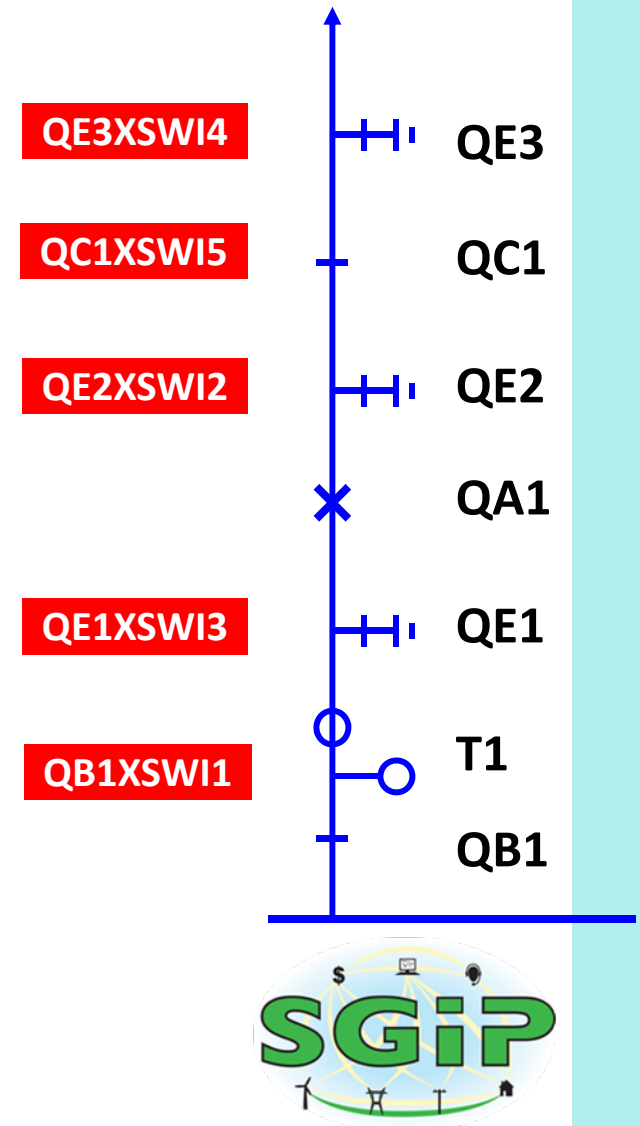 QE3XSWI4
QE3
QC1XSWI5
QC1
QE2XSWI2
QE2
QA1
QE1XSWI3
QE1
T1
QB1XSWI1
QB1
$
SGiP